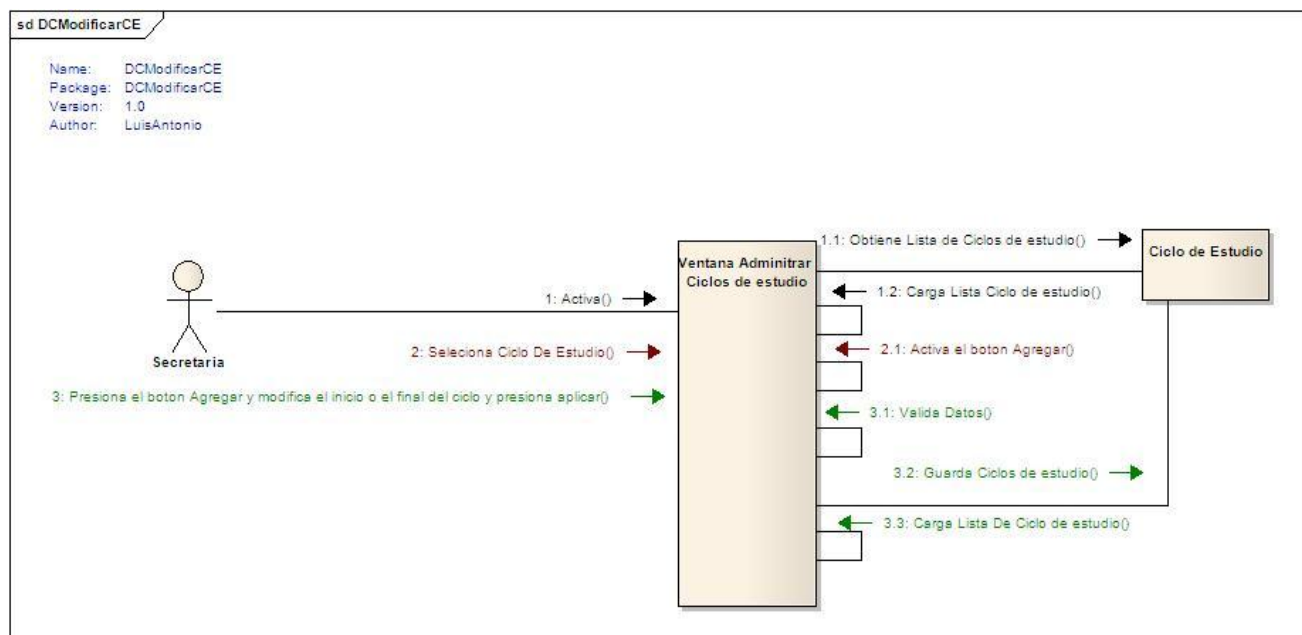 sd DCModificarCE
Name: DCModificarCE
Package: DCModificarCE
Version: 1.0
Author: LuisAntonio
1.1: Obtiene Lista de Ciclos de estudio()
Ciclo de Estudio
Ventana Adminitrar
Ciclos de estudio
1: Activa()
1.2: Carga Lista Ciclo de estudio()
Secretaria
2: Seleciona Ciclo De Estudio()
2.1: Activa el boton Agregar()
3: Presiona el boton Agregar y modifica el inicio o el final del ciclo y presiona aplicar()
3.1: Valida Datos()
3.2: Guarda Ciclos de estudio()
3.3: Carga Lista De Ciclo de estudio()